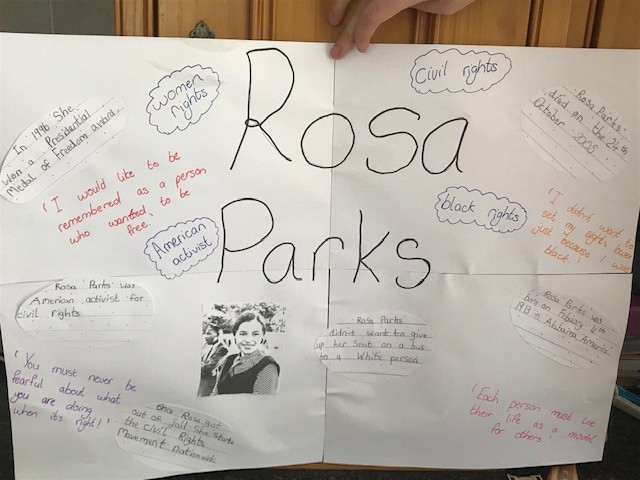 Rosa
Parks
women
rights
Civil rights
In 1996 She
won a Presidential
Medal of Freedom award.
Rosa Parks
died on the 24th
October 2005
'I would like to be
remembered as a person
who wanted to be
free.'
black rights
'I didn't want to
set my sights lower
just because I was
black.'
American
activist
Rosa Parks was
American activist for
civil rights
Rosa Parks
didn't want to give
up her seat on a bus
to a White person
Rosa Parks was
born on February 4th
1913 in Alabama America.
'You must never be
fearful about what
you are doing
when it's right!'
once Rosa got
out of jail She started
the Civil Rights
Movement Nationwide
'Each person must live
their life as a model
for others'